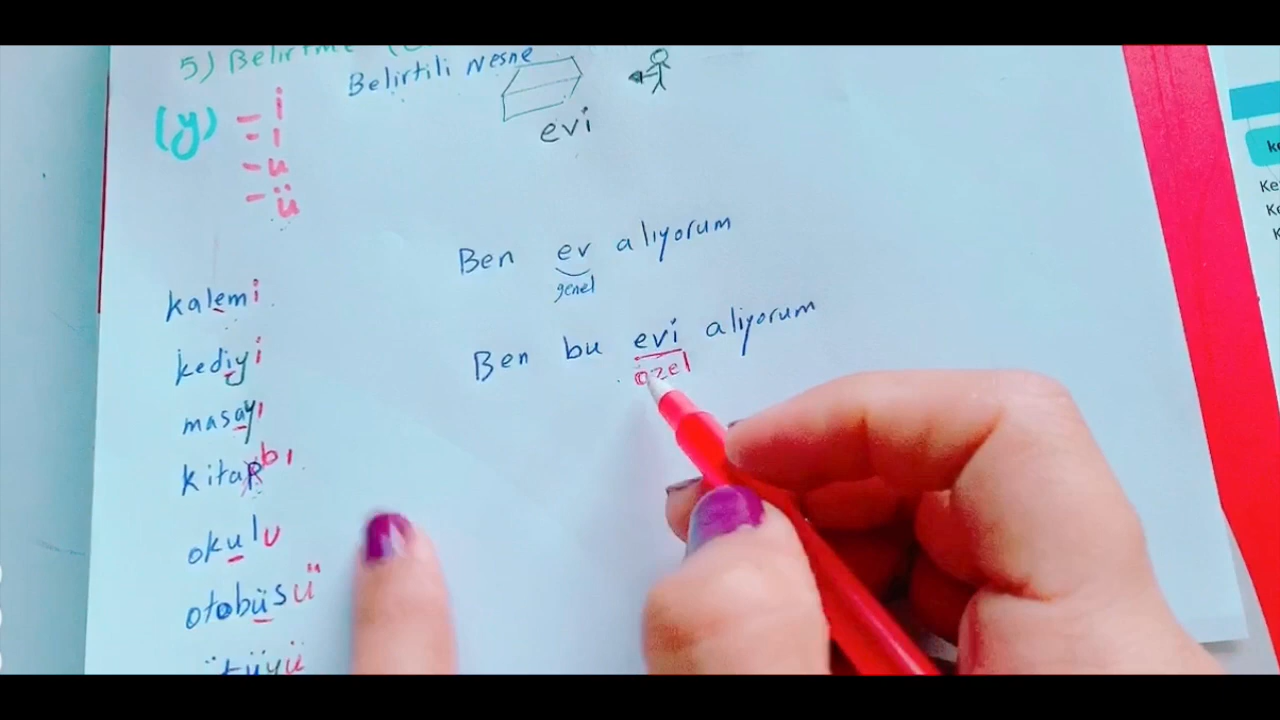 5) Belirtme
Belirtili Nesne
(y) -i
-ı
-u
-ü
evi
Ben ev alıyorum
genel
Ben bu evi alıyorum
özel
kalemi
kediyi
masayı
kitapbı
okulu
otobüsü